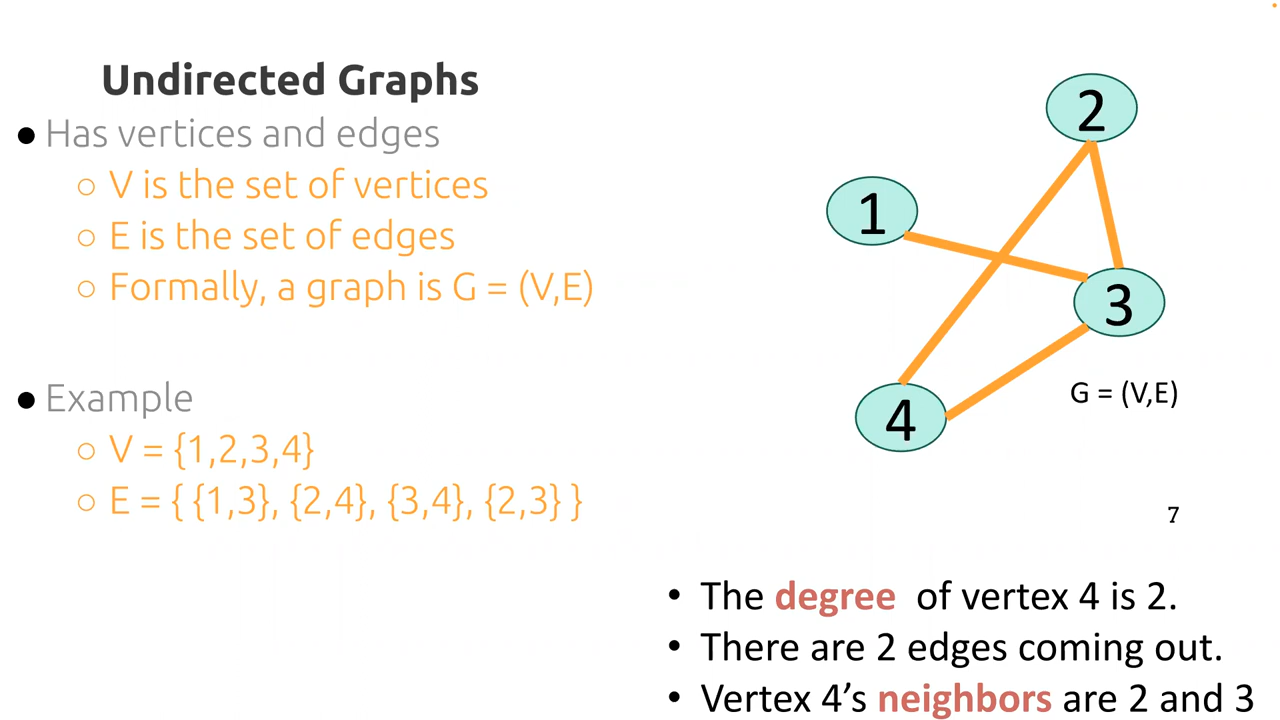 Undirected Graphs
● Has vertices and edges
○ V is the set of vertices
○ E is the set of edges
○ Formally, a graph is G = (V,E)
● Example
○ V = {1,2,3,4}
○ E = { {1,3}, {2,4}, {3,4}, {2,3} }
2
1
3
4
G = (V,E)
7
• The degree of vertex 4 is 2.
• There are 2 edges coming out.
• Vertex 4’s neighbors are 2 and 3